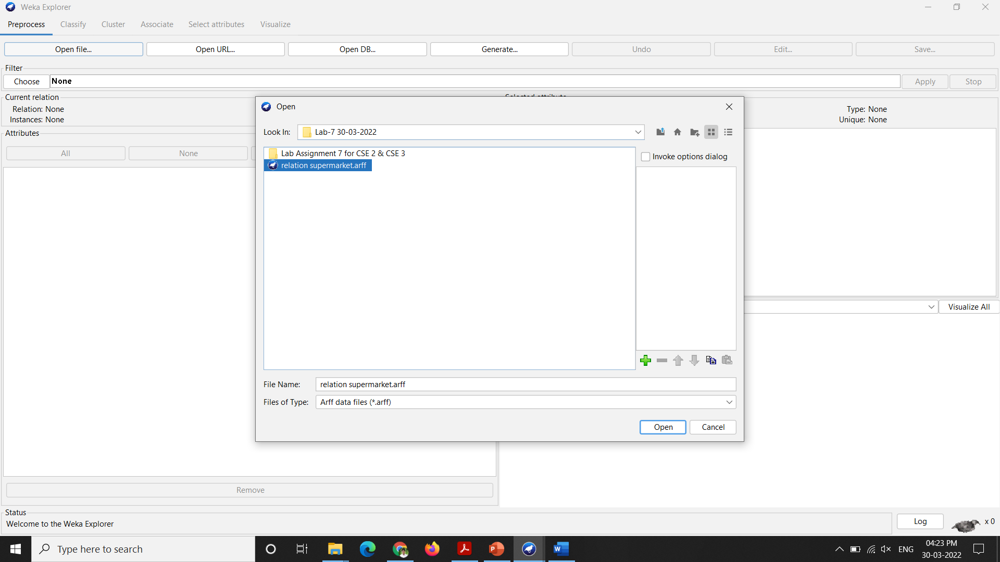 Weka Explorer
Preprocess Classify Cluster Associate Select attributes Visualize
Open file... Open URL... Open DB... Generate... Undo Edit... Save...
Filter
Choose None Apply Stop
Current relation
Relation: None
Instances: None
Selected attribute
Type: None
Unique: None
Attributes
All None
Open
Look In: Lab-7 30-03-2022
Lab Assignment 7 for CSE 2 & CSE 3
relation supermarket.arff
Invoke options dialog
File Name: relation supermarket.arff
Files of Type: Arff data files (*.arff)
Open Cancel
Visualize All
Remove
Status
Welcome to the Weka Explorer
Log x 0
Type here to search
ENG
04:23 PM
30-03-2022